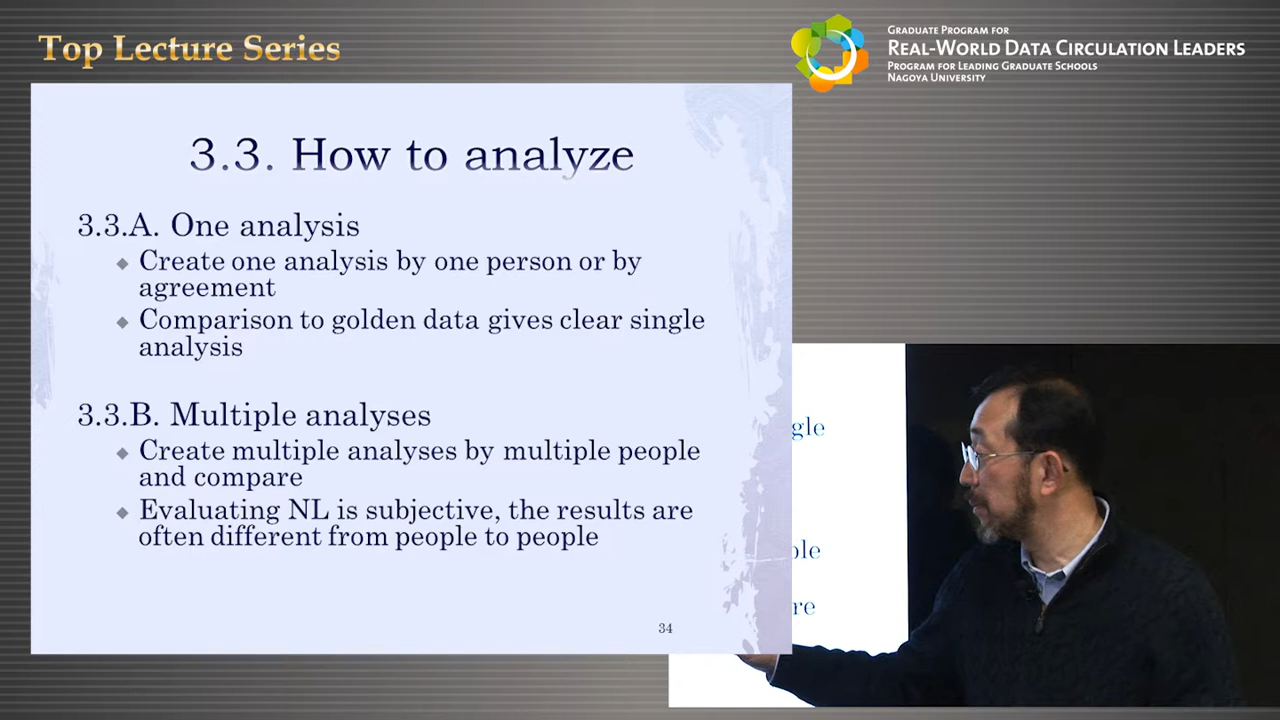 Top Lecture Series
GRADUATE PROGRAM FOR
REAL-WORLD DATA CIRCULATION LEADERS
PROGRAM FOR LEADING GRADUATE SCHOOLS
NAGOYA UNIVERSITY
3.3. How to analyze
3.3.A. One analysis
Create one analysis by one person or by
agreement
Comparison to golden data gives clear single
analysis
3.3.B. Multiple analyses
Create multiple analyses by multiple people
and compare
Evaluating NL is subjective, the results are
often different from people to people
34
gle
ple
re